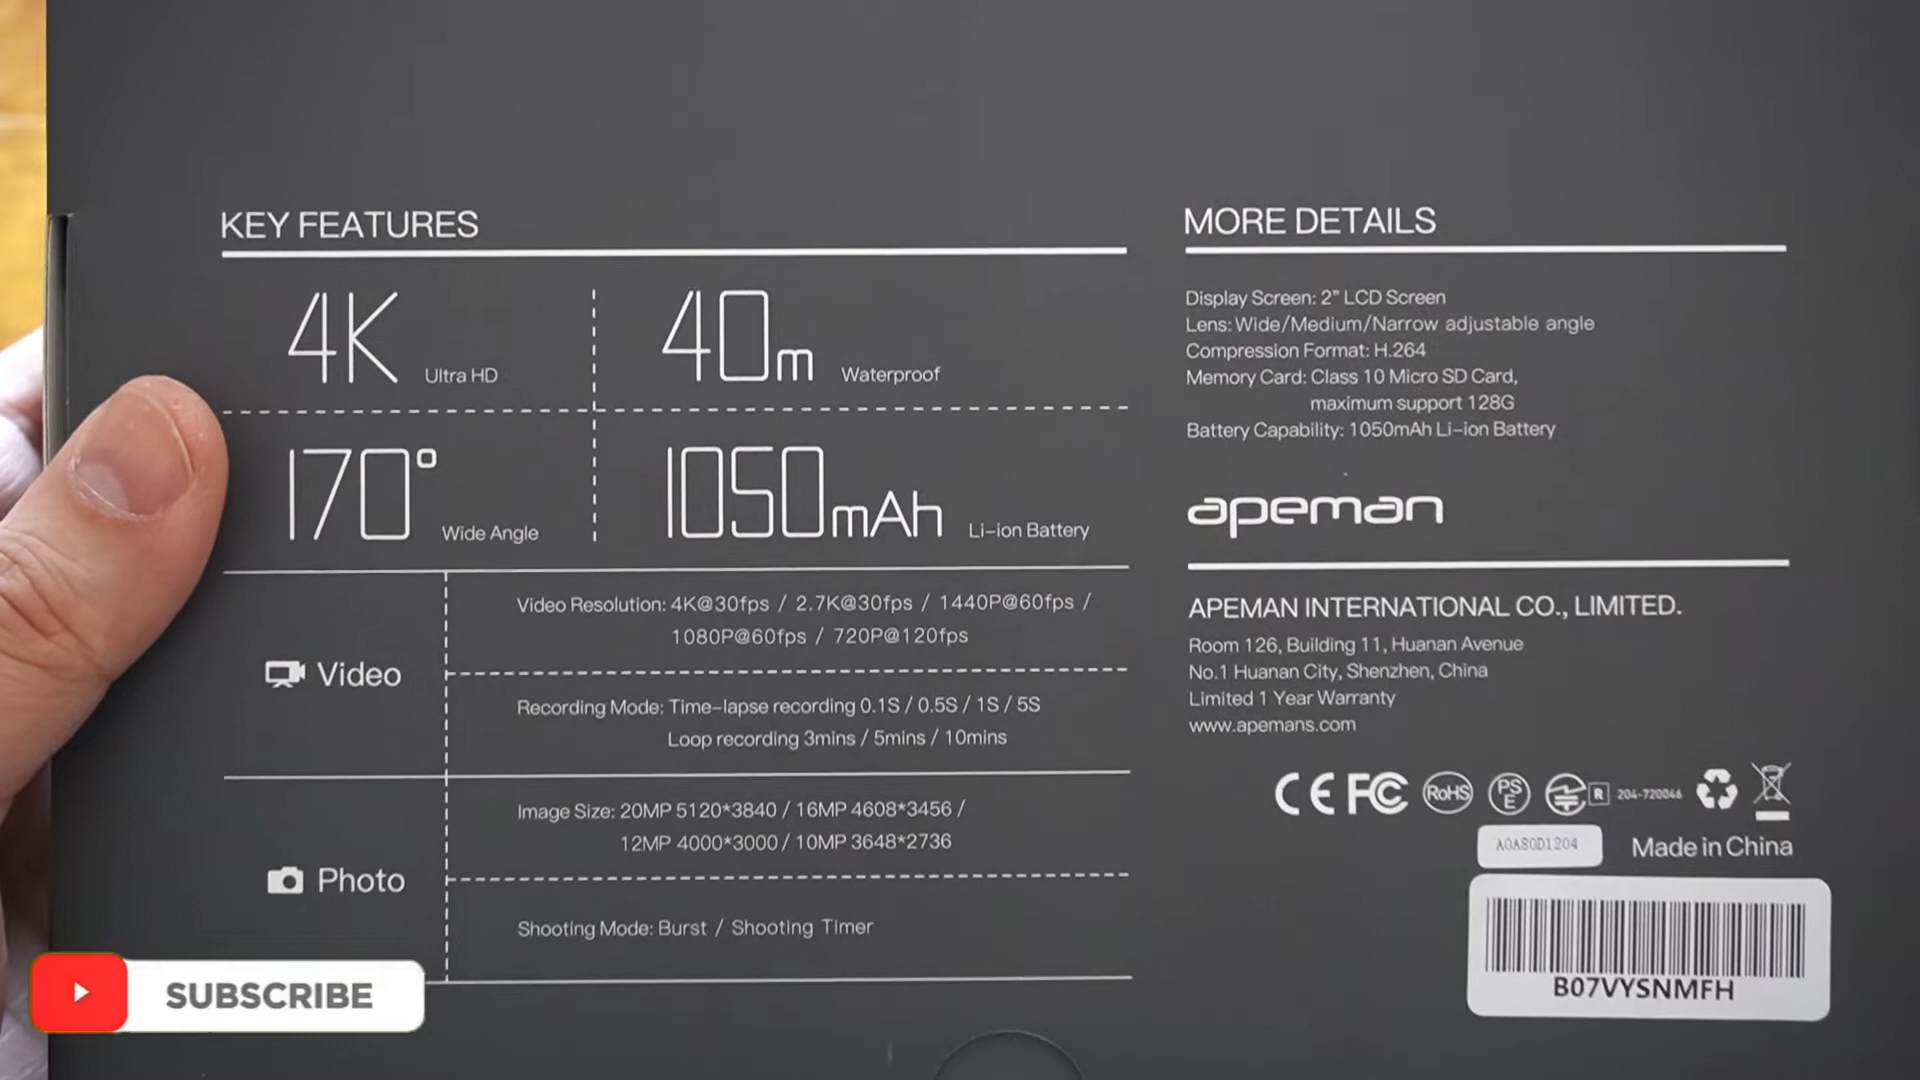 KEY FEATURES
4K Ultra HD
40m Waterproof
170° Wide Angle
1050mAh Li-ion Battery
Video
Video Resolution: 4K@30fps / 2.7K@30fps / 1440P@60fps /
1080P@60fps / 720P@120fps
Recording Mode: Time-lapse recording 0.1S / 0.5S / 1S / 5S
Loop recording 3mins / 5mins / 10mins
Photo
Image Size: 20MP 5120*3840 / 16MP 4608*3456 /
12MP 4000*3000 / 10MP 3648*2736
Shooting Mode: Burst / Shooting Timer
MORE DETAILS
Display Screen: 2” LCD Screen
Lens: Wide/Medium/Narrow adjustable angle
Compression Format: H.264
Memory Card: Class 10 Micro SD Card,
maximum support 128G
Battery Capability: 1050mAh Li-ion Battery
apeman
APEMAN INTERNATIONAL CO., LIMITED.
Room 126, Building 11, Huanan Avenue
No.1 Huanan City, Shenzhen, China
Limited 1 Year Warranty
www.apemans.com
CE FC RoHS PSE R 204-720046
A0A80D1204
Made in China
B07VYSNMFH
SUBSCRIBE